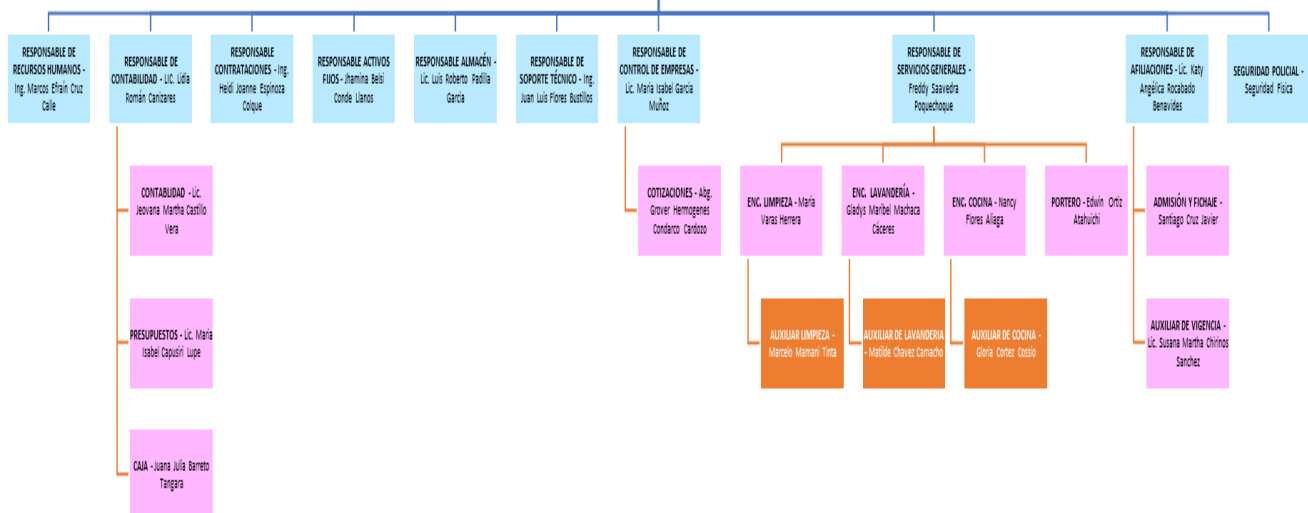 RESPONSABLE DE
RECURSOS HUMANOS -
Ing. Marcos Efraín Cruz
Calle
RESPONSABLE DE
CONTABILIDAD - LIC. Lidia
Román Canizares
RESPONSABLE
CONTRATACIONES - Ing.
Heidi Joanne Espinoza
Colque
RESPONSABLE ACTIVOS
FIJOS - Jhamina Belsi
Conde Llanos
RESPONSABLE ALMACÉN -
Lic. Luis Roberto Padilla
Garcia
RESPONSABLE DE
SOPORTE TÉCNICO - Ing.
Juan Luis Flores Bustillos
RESPONSABLE DE
CONTROL DE EMPRESAS -
Lic. Maria Isabel Garcia
Muñoz
RESPONSABLE DE
SERVICIOS GENERALES -
Freddy Saavedra
Poquechoque
RESPONSABLE DE
AFILIACIONES - Lic. Katy
Angélica Rocabado
Benavides
SEGURIDAD POLICIAL -
Seguridad Física
CONTABLIDAD - Lic.
Jeovana Martha Castillo
Vera
COTIZACIONES - Abg.
Grover Hermogenes
Condarco Cardozo
ENC. LIMPIEZA - Maria
Varas Herrera
ENC. LAVANDERÍA -
Gladys Maribel Machaca
Cáceres
ENC. COCINA - Nancy
Flores Aliaga
PORTERO - Edwin Ortiz
Atahuichi
ADMISIÓN Y FICHAJE -
Santiago Cruz Javier
PRESUPUESTOS - Lic. Maria
Isabel Capusiri Lupe
AUXILIAR LIMPIEZA -
Marcelo Mamani Tinta
AUXILIAR DE LAVANDERIA
- Matilde Chavez Camacho
AUXILIAR DE COCINA -
Gloria Cortez Cossio
AUXILIAR DE VIGENCIA -
Lic. Susana Martha Chirinos
Sanchez
CAJA - Juana Julia Barreto
Tangara